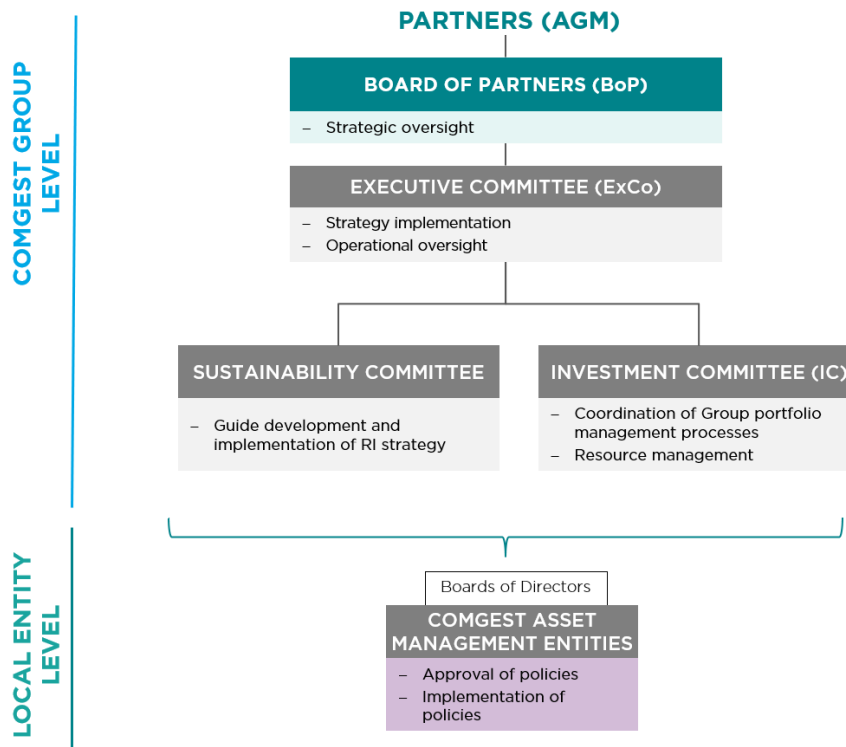 PARTNERS (AGM)
COMGEST GROUP
LEVEL
BOARD OF PARTNERS (BoP)
– Strategic oversight
EXECUTIVE COMMITTEE (ExCo)
– Strategy implementation
– Operational oversight
SUSTAINABILITY COMMITTEE
– Guide development and
implementation of RI strategy
INVESTMENT COMMITTEE (IC)
– Coordination of Group portfolio
management processes
– Resource management
LOCAL ENTITY
LEVEL
Boards of Directors
COMGEST ASSET
MANAGEMENT ENTITIES
– Approval of policies
– Implementation of
policies